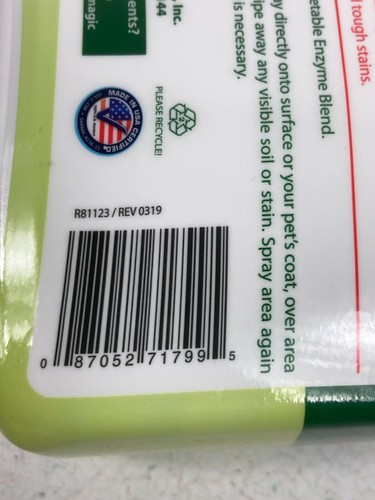 tough stains.
etable Enzyme Blend.
directly onto surface or your pet's coat, over area
ipe away any visible soil or stain. Spray area again
is necessary.
Inc.
44
ents?
magic
PLEASE RECYCLE!
MADE IN USA
CERTIFIED
R81123 / REV 0319
0 87052 71799 5